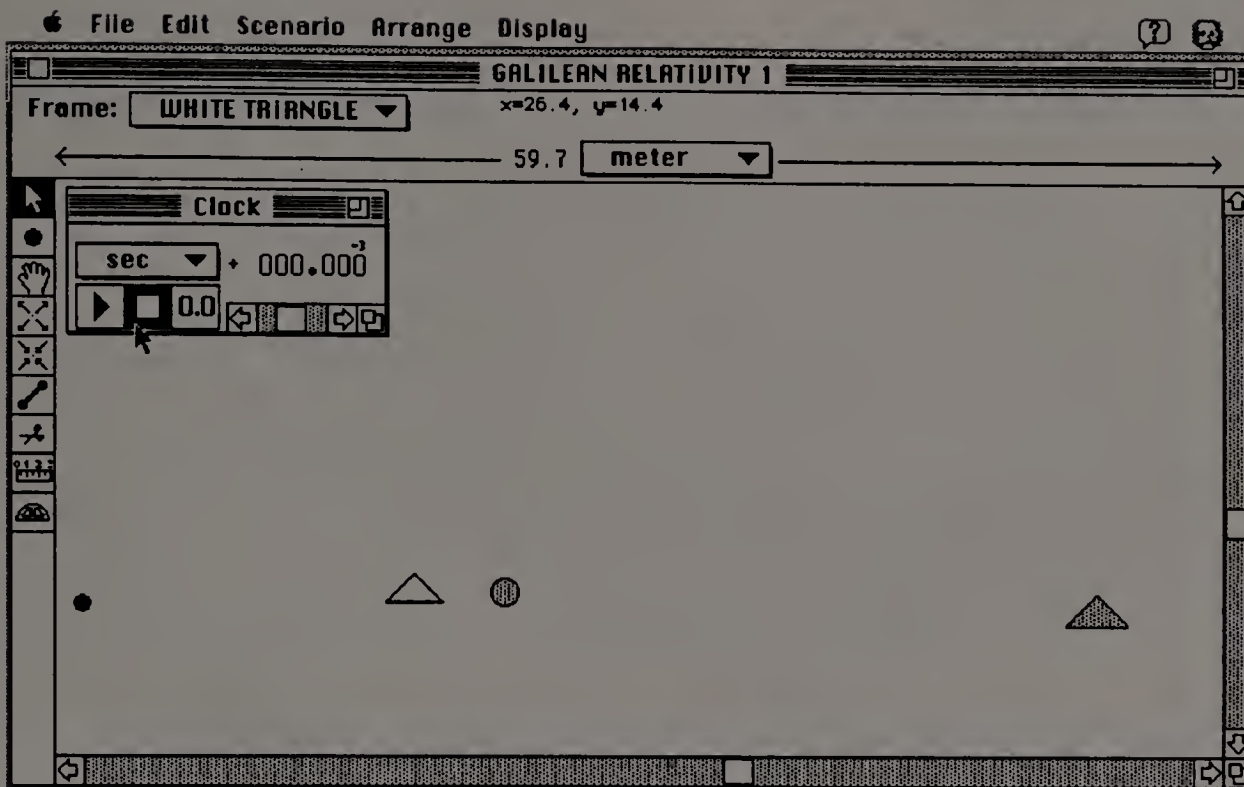 File Edit Scenario Arrange Display
GALILEAN RELATIVITY 1
Frame: WHITE TRIANGLE x=26.4, y=14.4
59.7 meter
Clock
sec + 000.000 -3
0.0